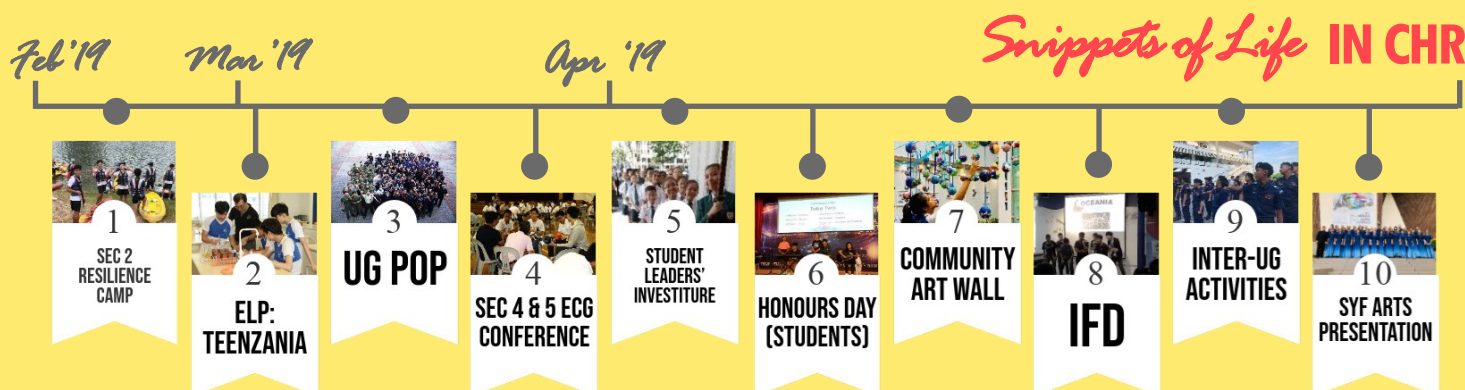 Feb '19
Mar '19
Apr '19
Snippets of Life IN CHR
1
SEC 2
RESILIENCE
CAMP
2
ELP:
TEENZANIA
3
UG POP
4
SEC 4 & 5 ECG
CONFERENCE
5
STUDENT
LEADERS'
INVESTITURE
6
HONOURS DAY
(STUDENTS)
7
COMMUNITY
ART WALL
OCEANIA
8
IFD
9
INTER-UG
ACTIVITIES
10
SYF ARTS
PRESENTATION